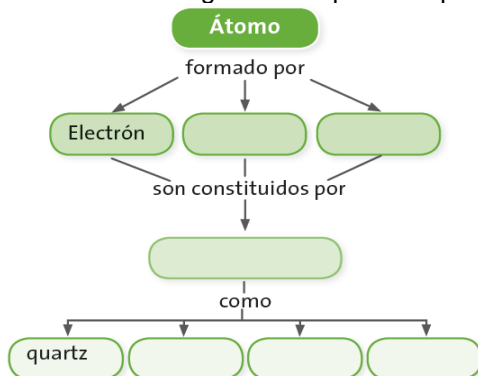 Átomo
formado por
Electrón
son constituidos por
como
quartz